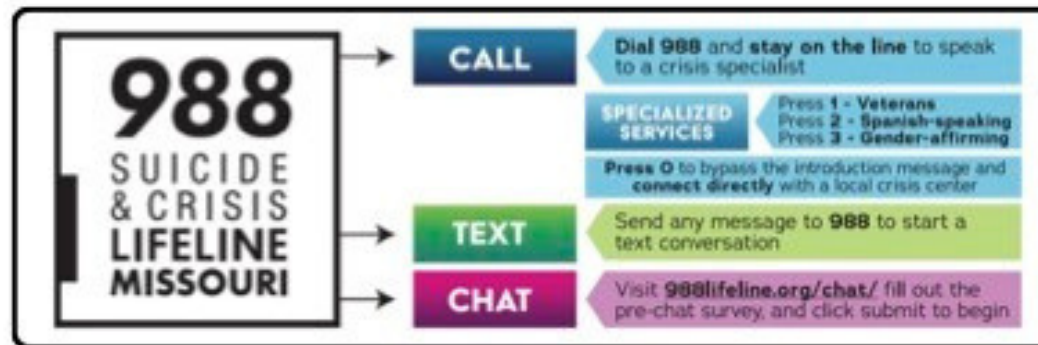 988
SUICIDE
& CRISIS
LIFELINE
MISSOURI
CALL
Dial 988 and stay on the line to speak
to a crisis specialist
SPECIALIZED
SERVICES
Press 1 - Veterans
Press 2 - Spanish-speaking
Press 3 - Gender-affirming
Press 0 to bypass the introduction message and
connect directly with a local crisis center
TEXT
Send any message to 988 to start a
text conversation
CHAT
Visit 988lifeline.org/chat/ fill out the
pre-chat survey, and click submit to begin